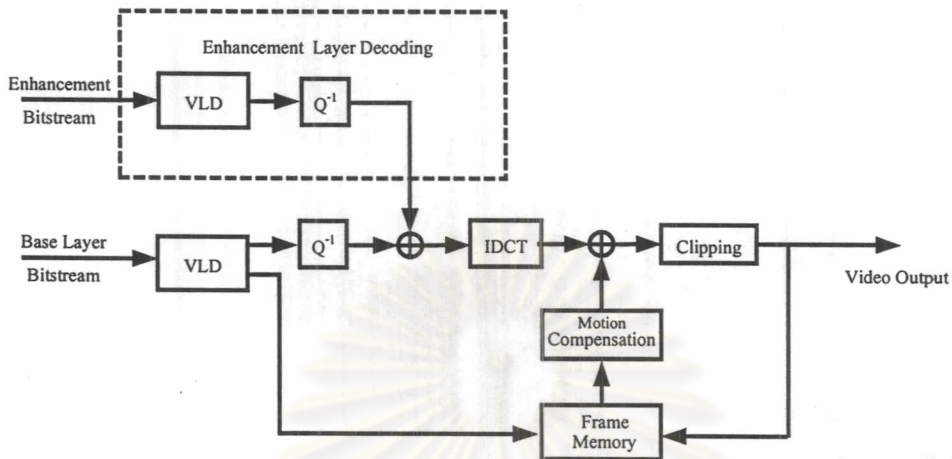 Enhancement Layer Decoding
Enhancement
Bitstream
VLD
Q⁻¹
Base Layer
Bitstream
VLD
Q⁻¹
IDCT
Clipping
Video Output
Motion
Compensation
Frame
Memory